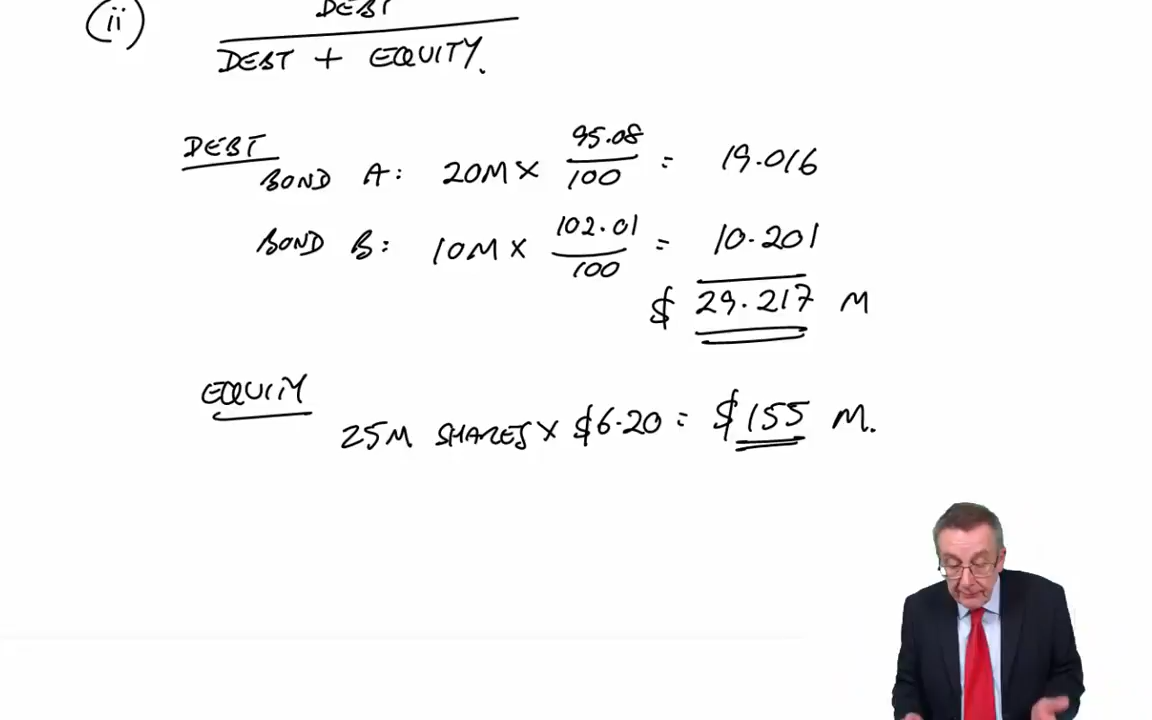 (ii) DEBT
DEBT + EQUITY.
DEBT
BOND A: 20M × 95.08 / 100 = 19.016
BOND B: 10M × 102.01 / 100 = 10.201
$ 29.217 M
EQUITY
25M SHARES × $6.20 = $155 M.